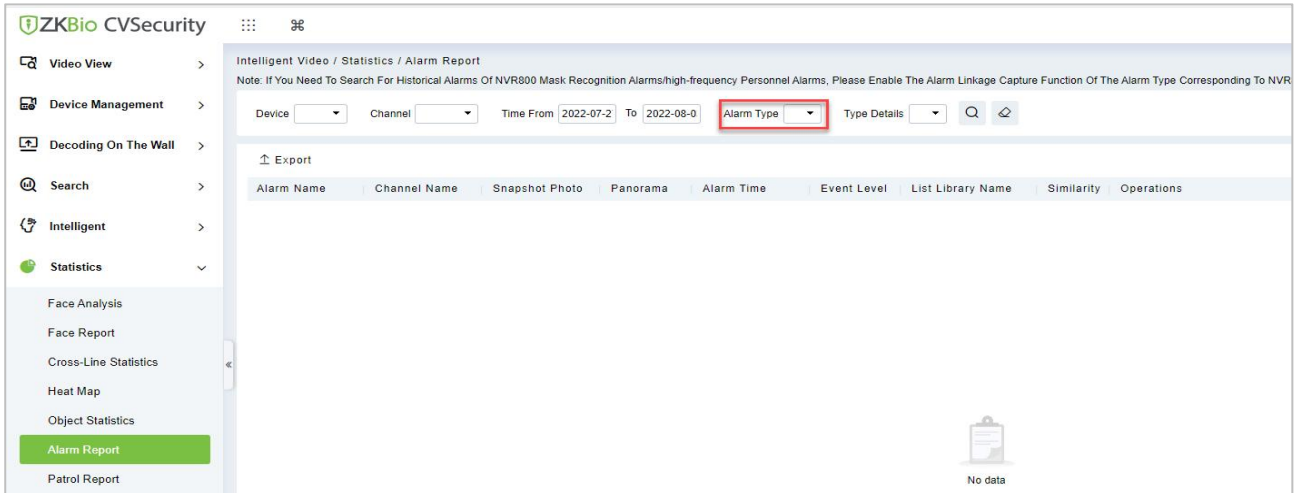 ZKBio CVSecurity
Video View
Device Management
Decoding On The Wall
Search
Intelligent
Statistics
Face Analysis
Face Report
Cross-Line Statistics
Heat Map
Object Statistics
Alarm Report
Patrol Report
Intelligent Video / Statistics / Alarm Report
Note: If You Need To Search For Historical Alarms Of NVR800 Mask Recognition Alarms/high-frequency Personnel Alarms, Please Enable The Alarm Linkage Capture Function Of The Alarm Type Corresponding To NVR
Device Channel Time From 2022-07-2 To 2022-08-0 Alarm Type Type Details
Export
Alarm Name Channel Name Snapshot Photo Panorama Alarm Time Event Level List Library Name Similarity Operations
No data